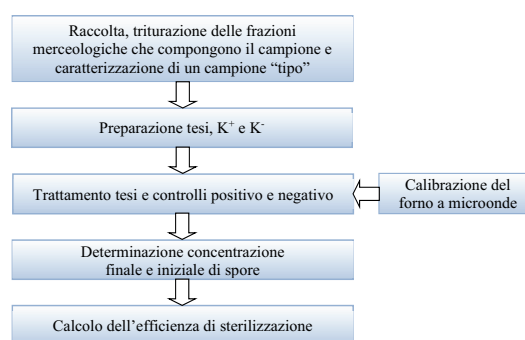 Raccolta, triturazione delle frazioni
merceologiche che compongono il campione e
caratterizzazione di un campione “tipo”
Preparazione tesi, K⁺ e K⁻
Trattamento tesi e controlli positivo e negativo
Calibrazione del
forno a microonde
Determinazione concentrazione
finale e iniziale di spore
Calcolo dell’efficienza di sterilizzazione